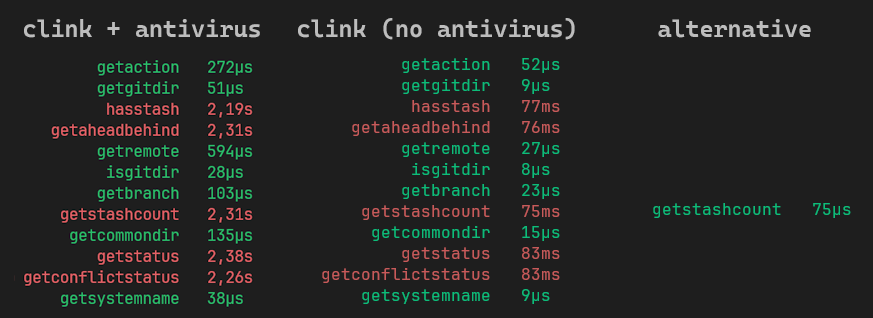 clink + antivirus clink (no antivirus) alternative
getaction 272µs getaction 52µs
getgitdir 51µs getgitdir 9µs
hasstash 2,19s hasstash 77ms
getaheadbehind 2,31s getaheadbehind 76ms
getremote 594µs getremote 27µs
isgitdir 28µs isgitdir 8µs
getbranch 103µs getbranch 23µs
getstashcount 2,31s getstashcount 75ms getstashcount 75µs
getcommondir 135µs getcommondir 15µs
getstatus 2,38s getstatus 83ms
getconflictstatus 2,26s getconflictstatus 83ms
getsystemname 38µs getsystemname 9µs